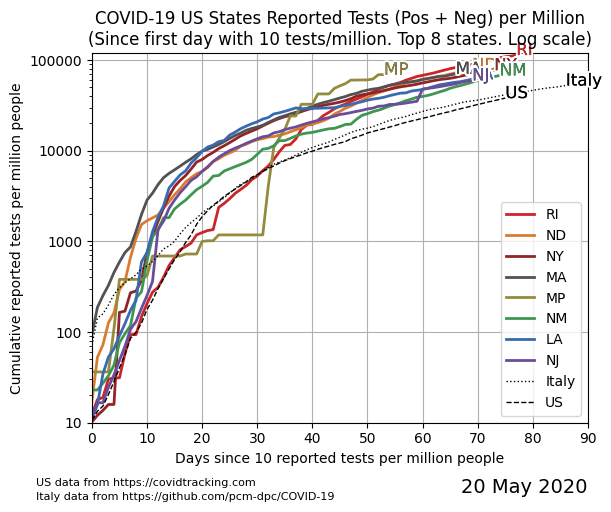 COVID-19 US States Reported Tests (Pos + Neg) per Million
(Since first day with 10 tests/million. Top 8 states. Log scale)
100000
10000
1000
100
10
Cumulative reported tests per million people
0 10 20 30 40 50 60 70 80 90
Days since 10 reported tests per million people
MP
MA
ND
NY
RI
NJ
NM
US
Italy
RI
ND
NY
MA
MP
NM
LA
NJ
Italy
US
US data from https://covidtracking.com
Italy data from https://github.com/pcm-dpc/COVID-19
20 May 2020